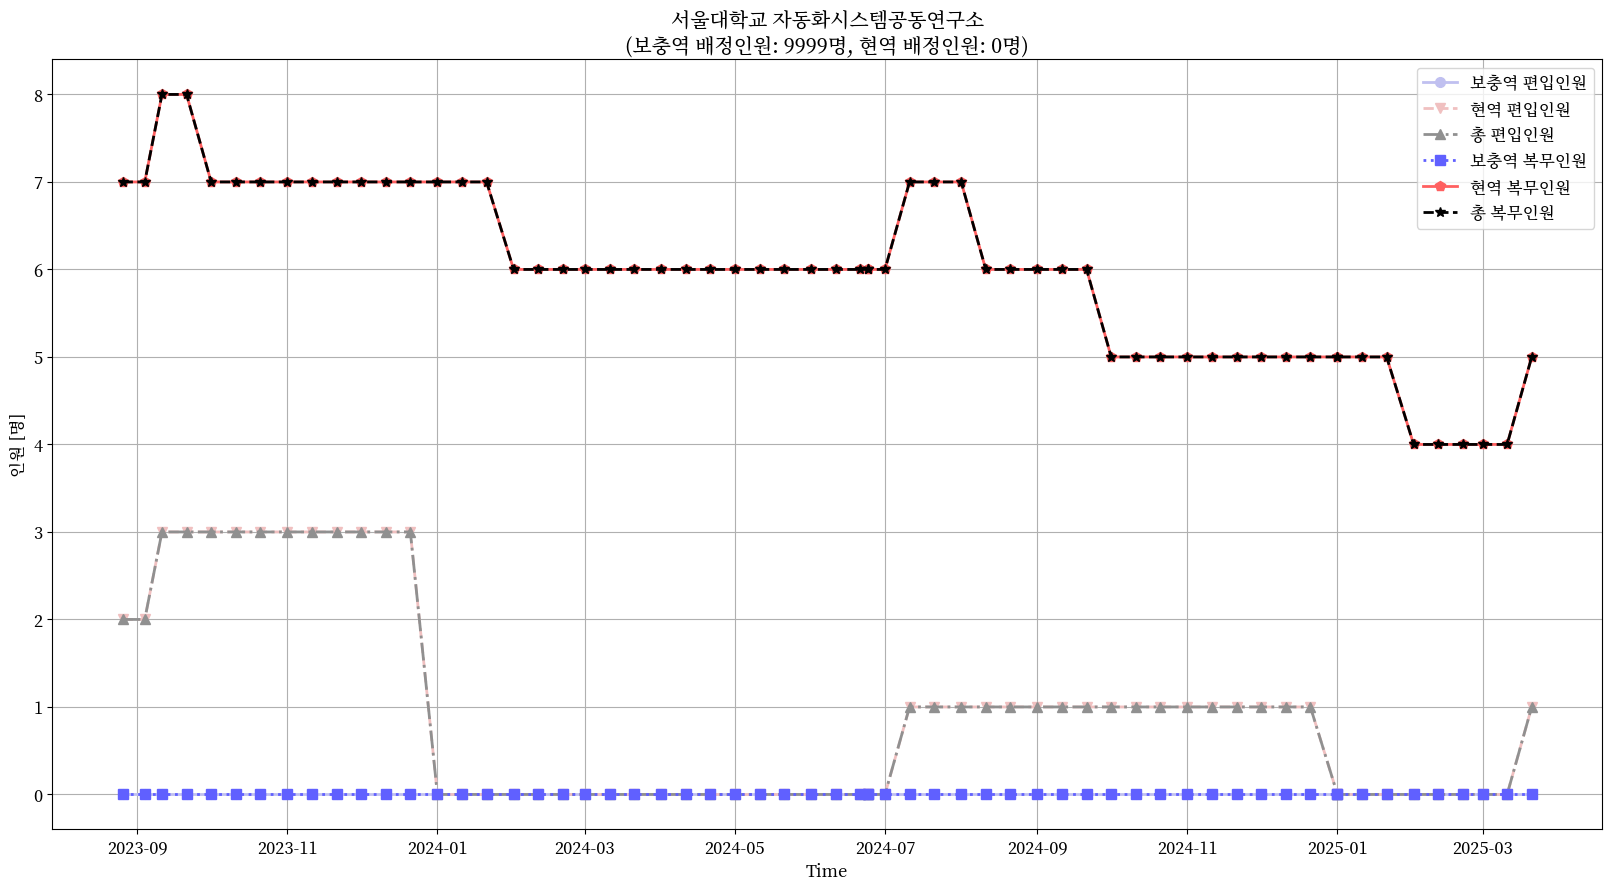 서울대학교 자동화시스템공동연구소
(보충역 배정인원: 9999명, 현역 배정인원: 0명)
보충역 편입인원
현역 편입인원
총 편입인원
보충역 복무인원
현역 복무인원
총 복무인원
8
7
6
5
4
3
2
1
0
인원 [명]
2023-09
2023-11
2024-01
2024-03
2024-05
2024-07
2024-09
2024-11
2025-01
2025-03
Time